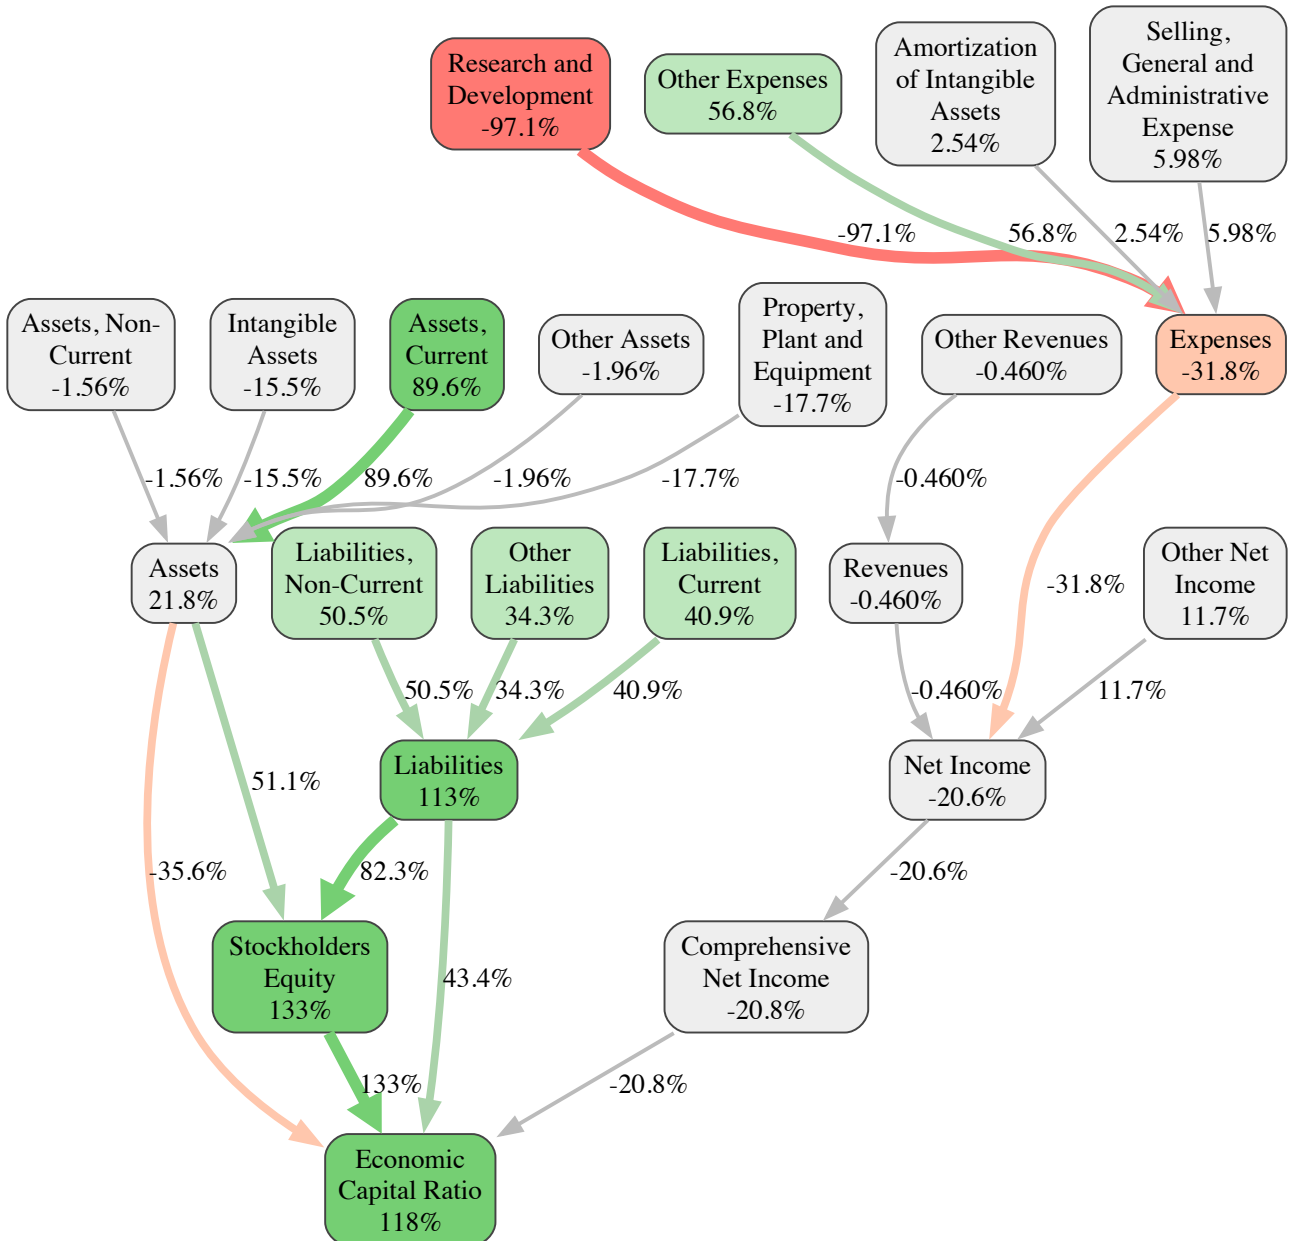 Research and
Development
-97.1%
Other Expenses
56.8%
Amortization
of Intangible
Assets
2.54%
Selling,
General and
Administrative
Expense
5.98%
-97.1%
56.8%
2.54%
5.98%
Assets, Non-
Current
-1.56%
Intangible
Assets
-15.5%
Assets,
Current
89.6%
Other Assets
-1.96%
Property,
Plant and
Equipment
-17.7%
Other Revenues
-0.460%
Expenses
-31.8%
-1.56%
-15.5%
89.6%
-1.96%
-17.7%
-0.460%
Assets
21.8%
Liabilities,
Non-Current
50.5%
Other
Liabilities
34.3%
Liabilities,
Current
40.9%
Revenues
-0.460%
-31.8%
Other Net
Income
11.7%
50.5%
34.3%
40.9%
-0.460%
11.7%
51.1%
Liabilities
113%
Net Income
-20.6%
-35.6%
82.3%
-20.6%
Stockholders
Equity
133%
43.4%
Comprehensive
Net Income
-20.8%
133%
-20.8%
Economic
Capital Ratio
118%